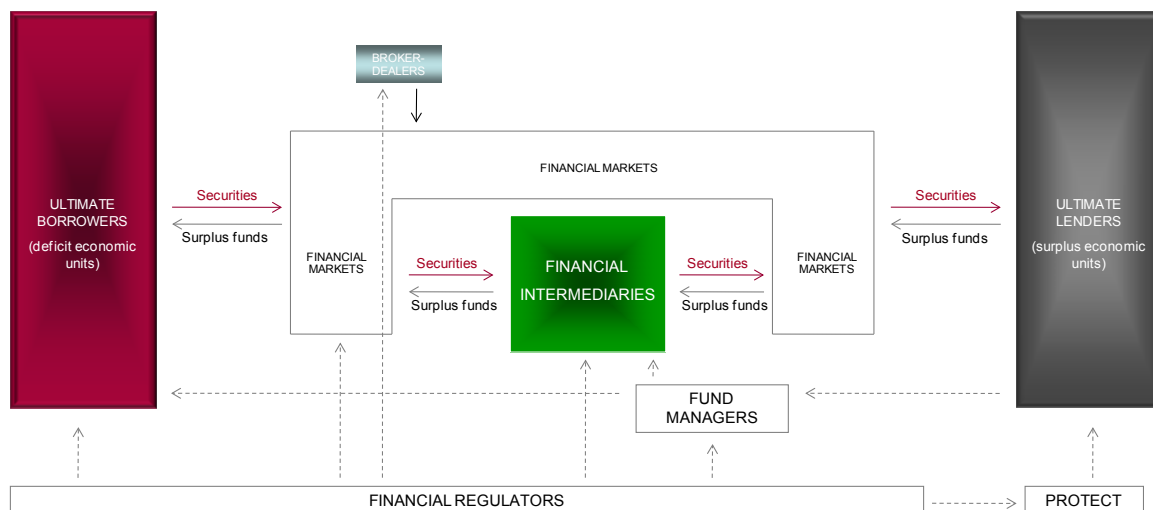 BROKER-
DEALERS
FINANCIAL MARKETS
ULTIMATE
BORROWERS
(deficit economic
units)
Securities
Surplus funds
FINANCIAL
MARKETS
Securities
Surplus funds
FINANCIAL
INTERMEDIARIES
Securities
Surplus funds
FINANCIAL
MARKETS
Securities
Surplus funds
ULTIMATE
LENDERS
(surplus economic
units)
FUND
MANAGERS
FINANCIAL REGULATORS
PROTECT